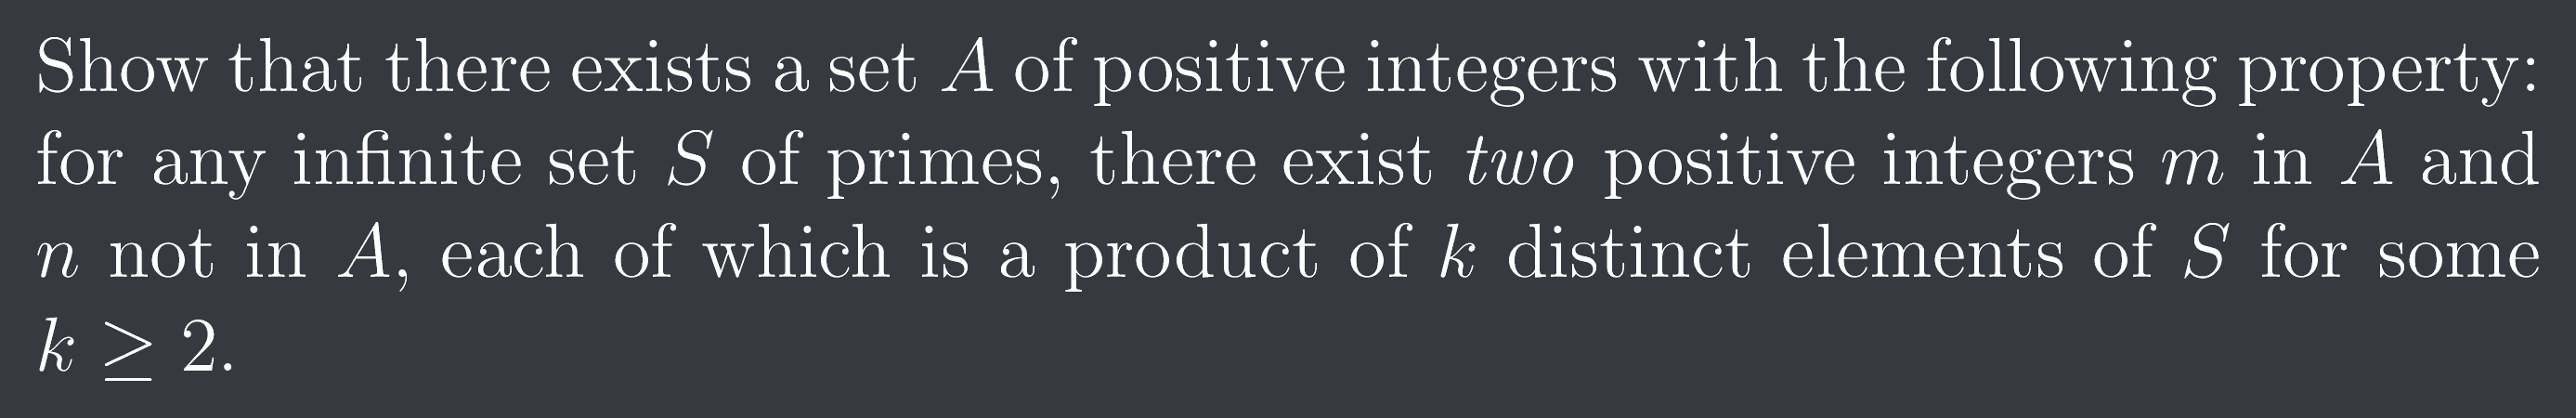 Show that there exists a set A of positive integers with the following property:
for any infinite set S of primes, there exist two positive integers m in A and
n not in A, each of which is a product of k distinct elements of S for some
k ≥ 2.